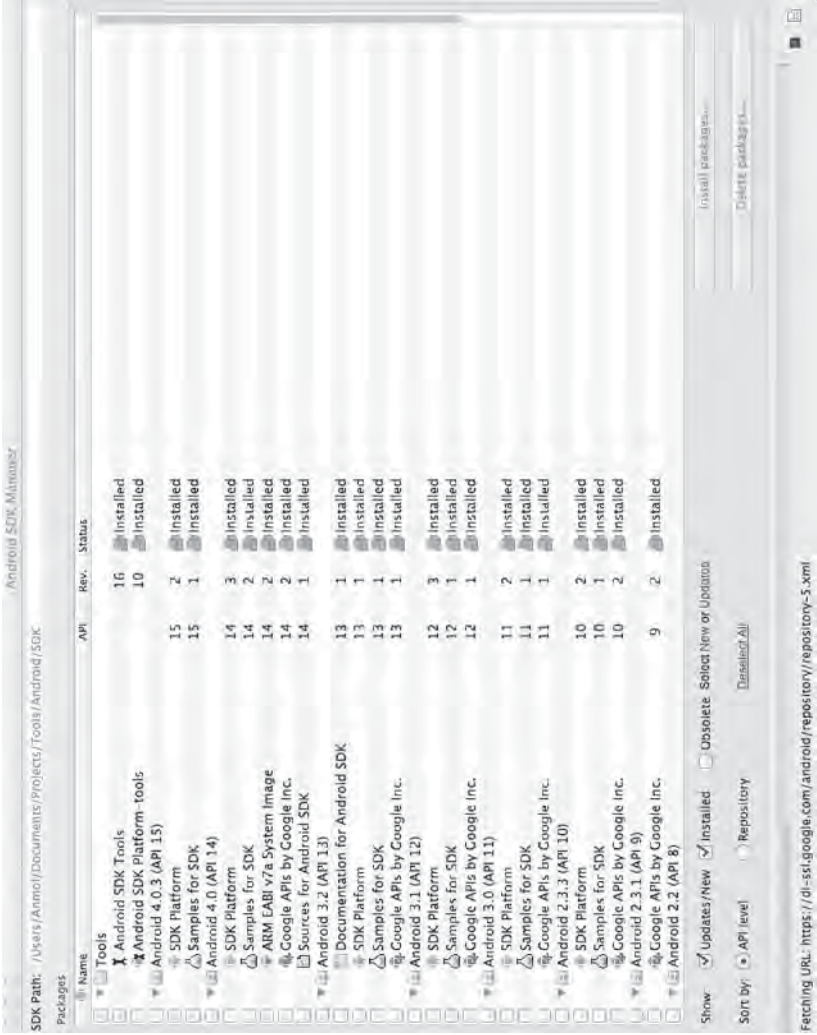 Android SDK Manager
SDK Path: /Users/Anmol/Documents/Projects/Tools/Android/SDK
Packages
Name API Rev. Status
Tools
Android SDK Tools 16 Installed
Android SDK Platform-tools 10 Installed
Android 4.0.3 (API 15)
SDK Platform 15 2 Installed
Samples for SDK 15 1 Installed
Android 4.0 (API 14)
SDK Platform 14 3 Installed
Samples for SDK 14 2 Installed
ARM EABI v7a System Image 14 2 Installed
Google APIs by Google Inc. 14 2 Installed
Sources for Android SDK 14 1 Installed
Android 3.2 (API 13)
Documentation for Android SDK 13 1 Installed
SDK Platform 13 1 Installed
Samples for SDK 13 1 Installed
Google APIs by Google Inc. 13 1 Installed
Android 3.1 (API 12)
SDK Platform 12 3 Installed
Samples for SDK 12 1 Installed
Google APIs by Google Inc. 12 1 Installed
Android 3.0 (API 11)
SDK Platform 11 2 Installed
Samples for SDK 11 1 Installed
Google APIs by Google Inc. 11 1 Installed
Android 2.3.3 (API 10)
SDK Platform 10 2 Installed
Samples for SDK 10 1 Installed
Google APIs by Google Inc. 10 2 Installed
Android 2.3.1 (API 9)
Google APIs by Google Inc. 9 2 Installed
Android 2.2 (API 8)
Show: Updates/New Installed Obsolete Select New or Updates Install packages...
Sort by: API level Repository Deselect All Delete packages...
Fetching URL: https://dl-ssl.google.com/android/repository/repository-5.xml